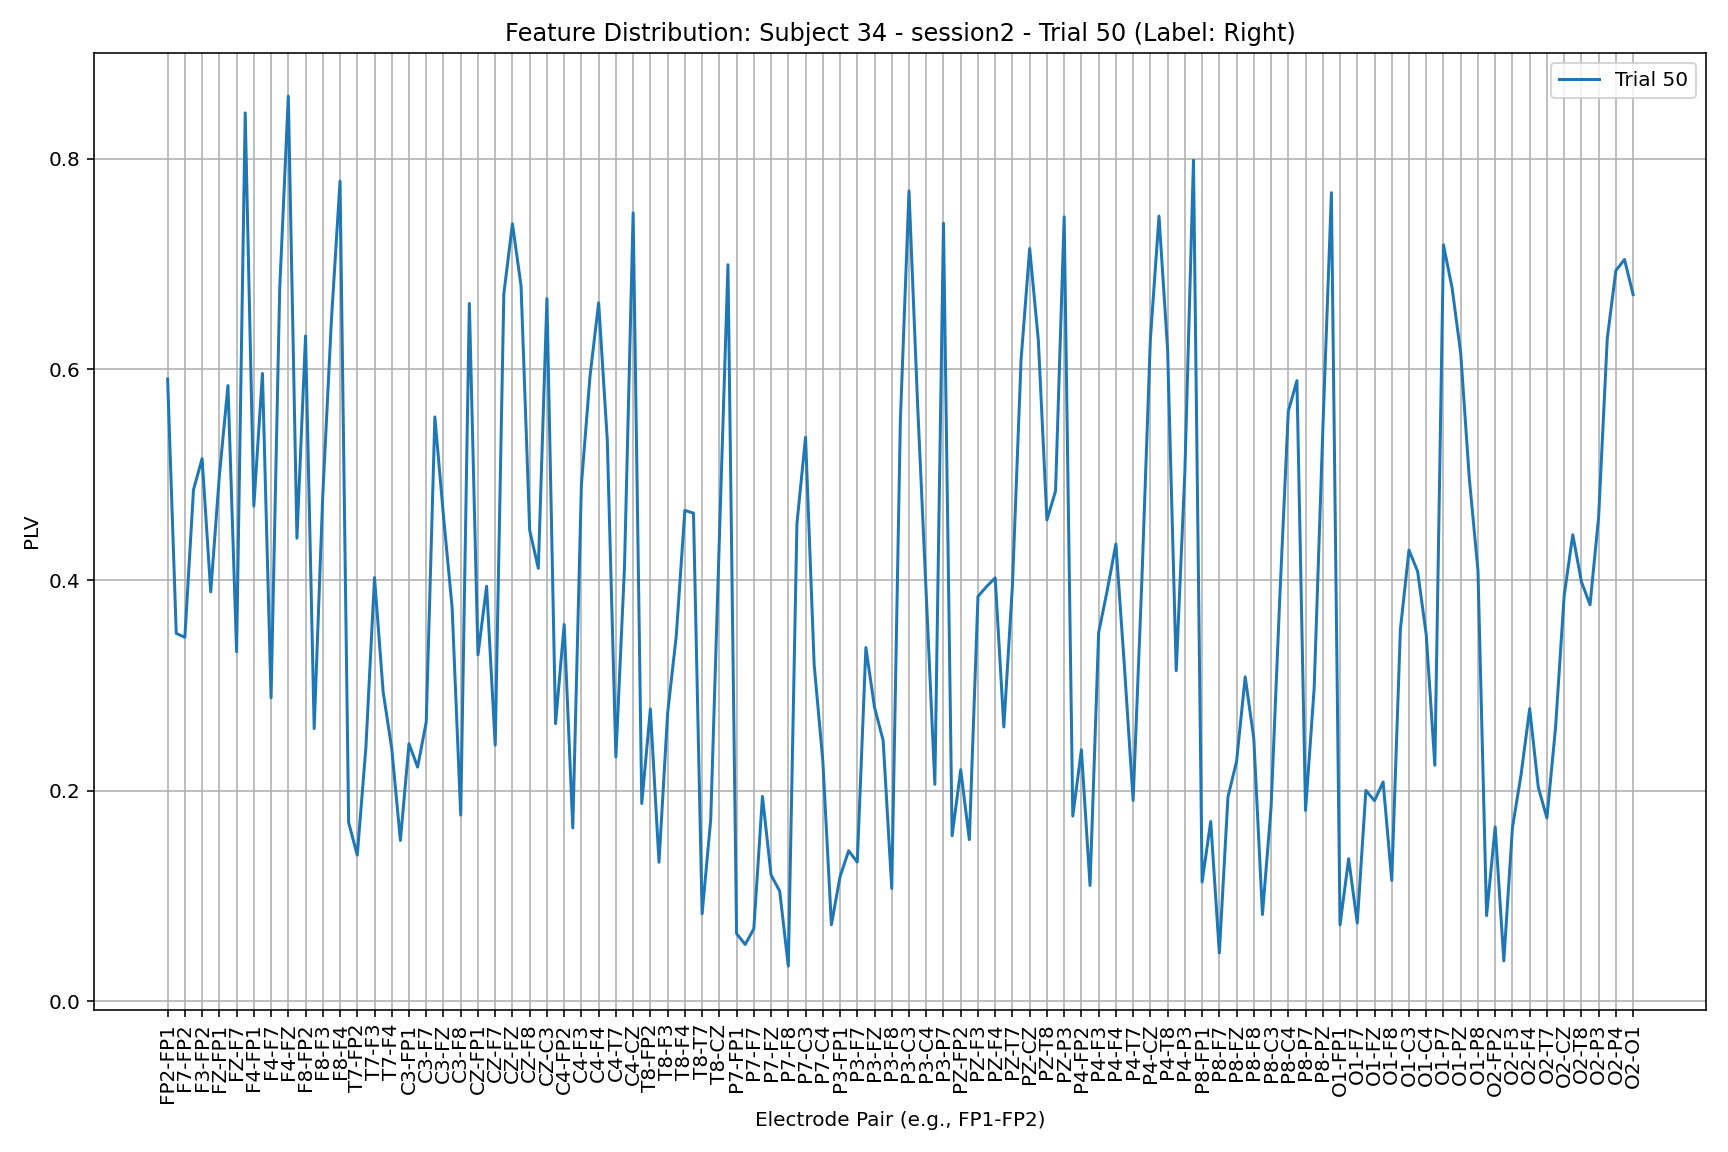 Feature Distribution: Subject 34 - session2 - Trial 50 (Label: Right)
Trial 50
PLV
0.8
0.6
0.4
0.2
0.0
FP2-FP1
F7-FP2
F3-FP2
FZ-FP1
FZ-F7
F4-FP1
F4-F7
F4-FZ
F8-FP2
F8-F3
F8-F4
T7-FP2
T7-F3
T7-F4
C3-FP1
C3-F7
C3-FZ
C3-F8
CZ-FP1
CZ-F7
CZ-FZ
CZ-F8
CZ-C3
C4-FP2
C4-F3
C4-F4
C4-T7
C4-CZ
T8-FP2
T8-F3
T8-F4
T8-T7
T8-CZ
P7-FP1
P7-F7
P7-FZ
P7-F8
P7-C3
P7-C4
P3-FP1
P3-F7
P3-FZ
P3-F8
P3-C3
P3-C4
P3-P7
PZ-FP2
PZ-F3
PZ-F4
PZ-T7
PZ-CZ
PZ-T8
PZ-P3
P4-FP2
P4-F3
P4-F4
P4-T7
P4-CZ
P4-T8
P4-P3
P8-FP1
P8-F7
P8-FZ
P8-F8
P8-C3
P8-C4
P8-P7
P8-PZ
O1-FP1
O1-F7
O1-FZ
O1-F8
O1-C3
O1-C4
O1-P7
O1-PZ
O1-P8
O2-FP2
O2-F3
O2-F4
O2-T7
O2-CZ
O2-T8
O2-P3
O2-P4
O2-O1
Electrode Pair (e.g., FP1-FP2)